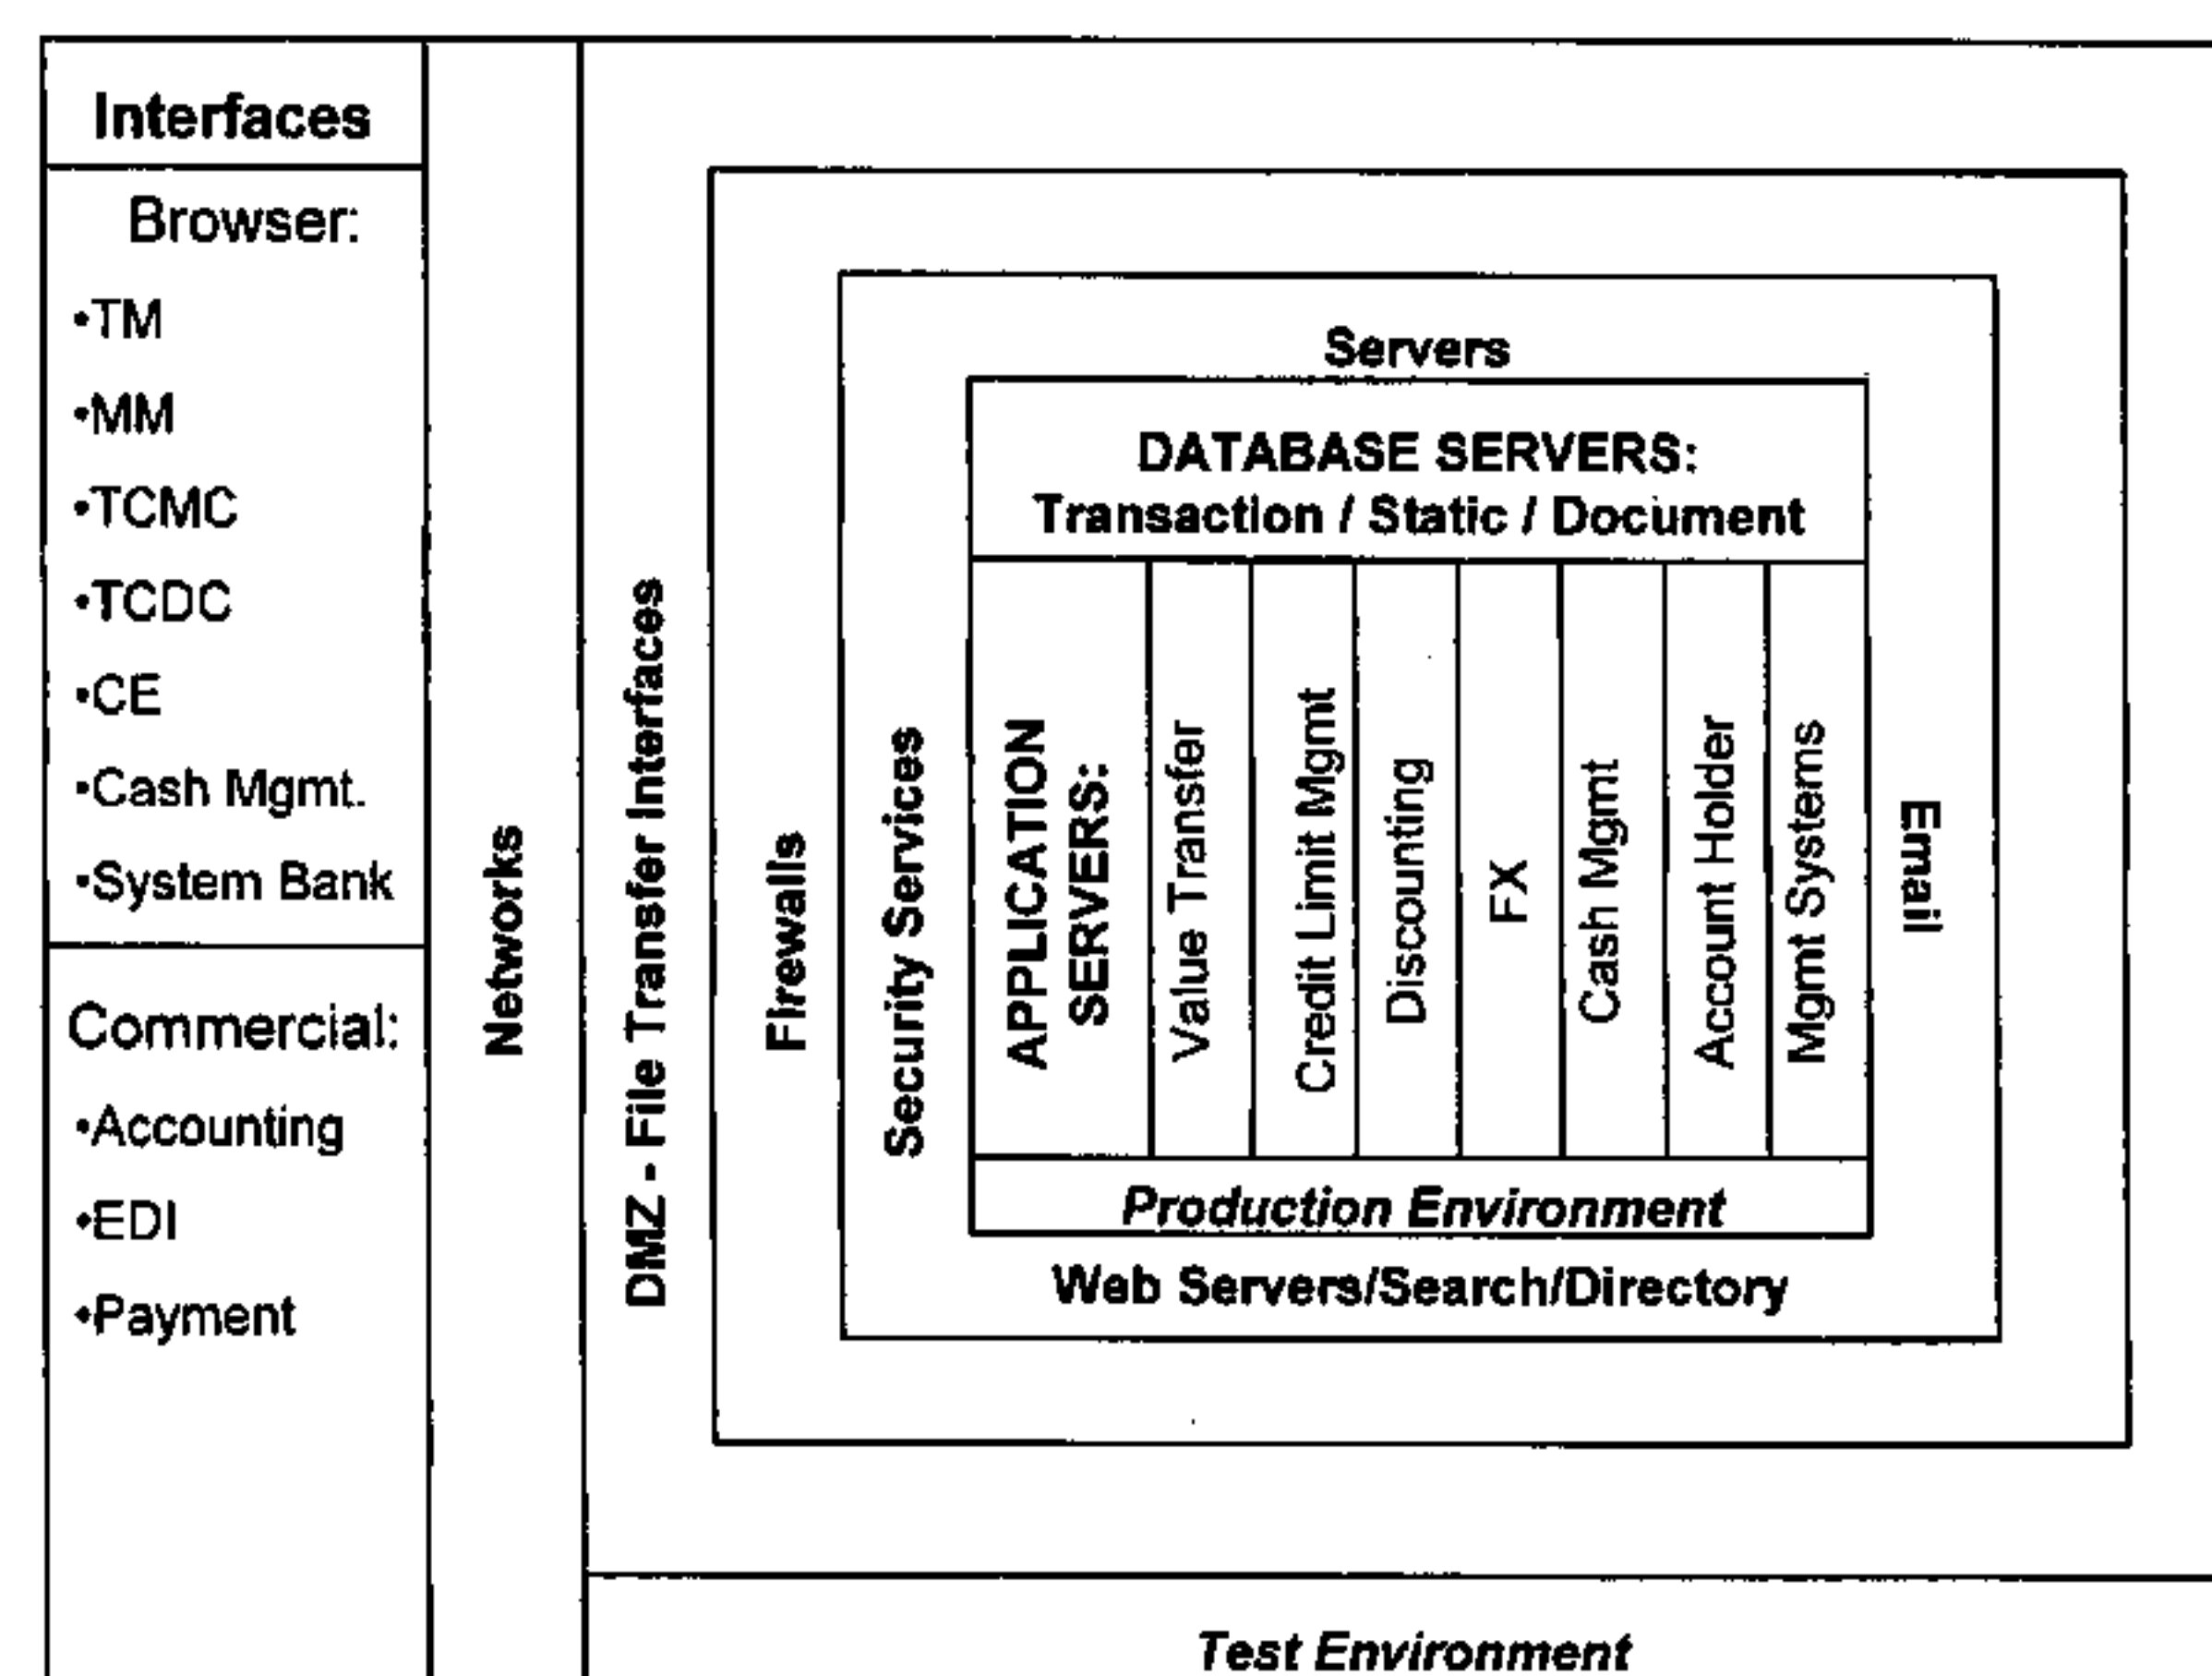 Interfaces
Browser:
•TM
•MM
•TCMC
•TCDC
•CE
•Cash Mgmt.
•System Bank
Commercial:
•Accounting
•EDI
•Payment
Networks
DMZ - File Transfer Interfaces
Firewalls
Security Services
Servers
DATABASE SERVERS:
Transaction / Static / Document
APPLICATION
SERVERS:
Value Transfer
Credit Limit Mgmt
Discounting
FX
Cash Mgmt
Account Holder
Mgmt Systems
Production Environment
Web Servers/Search/Directory
Email
Test Environment